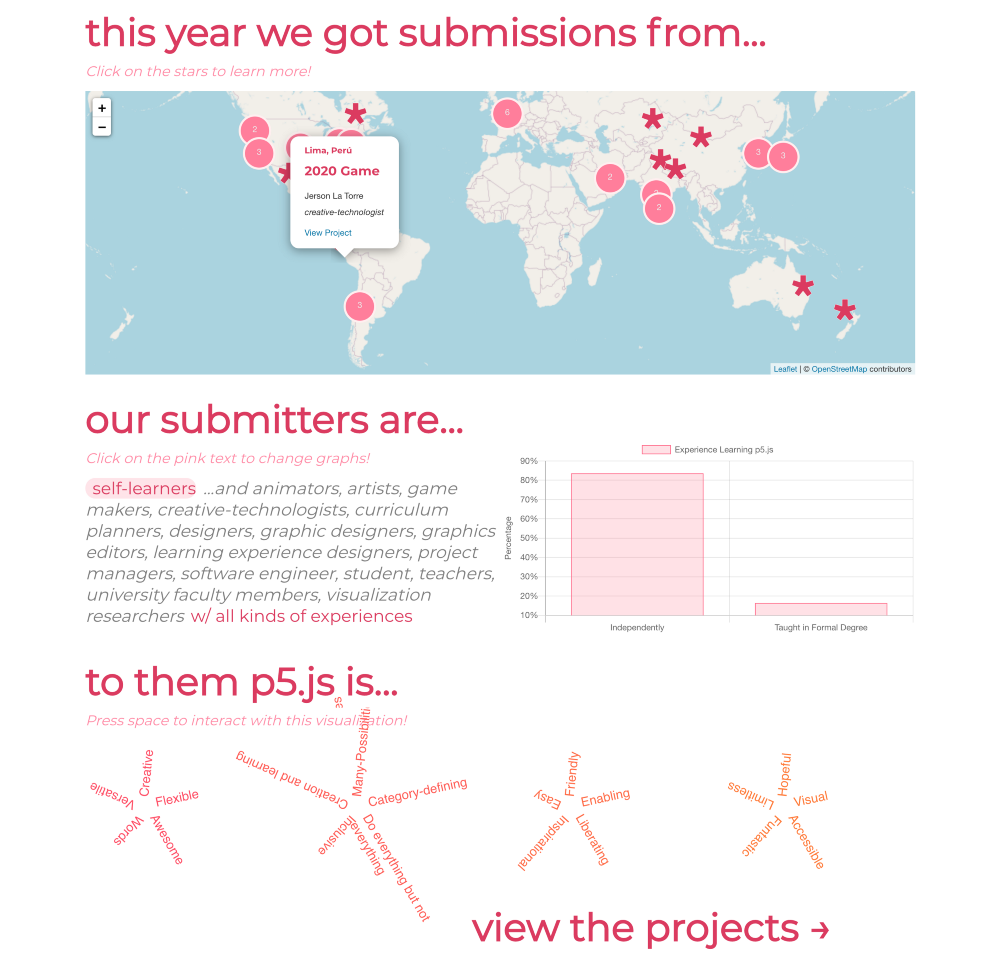 this year we got submissions from...
Click on the stars to learn more!
+
−
2
3
6
2
2
3
3
3
Lima, Perú
2020 Game
Jerson La Torre
creative-technologist
View Project
Leaflet | © OpenStreetMap contributors
our submitters are...
Click on the pink text to change graphs!
self-learners ...and animators, artists, game
makers, creative-technologists, curriculum
planners, designers, graphic designers, graphics
editors, learning experience designers, project
managers, software engineer, student, teachers,
university faculty members, visualization
researchers w/ all kinds of experiences
Experience Learning p5.js
Percentage
90%
80%
70%
60%
50%
40%
30%
20%
10%
Independently
Taught in Formal Degree
to them p5.js is...
Press space to interact with this visualization!
Creative
Flexible
Awesome
Words
Versatile
Many-Possibiliti
Category-defining
Do everything but not
everything
Inclusive
Creation and learning
Friendly
Enabling
Liberating
Inspirational
Easy
Hopeful
Visual
Accessible
Funtastic
Limitless
view the projects →